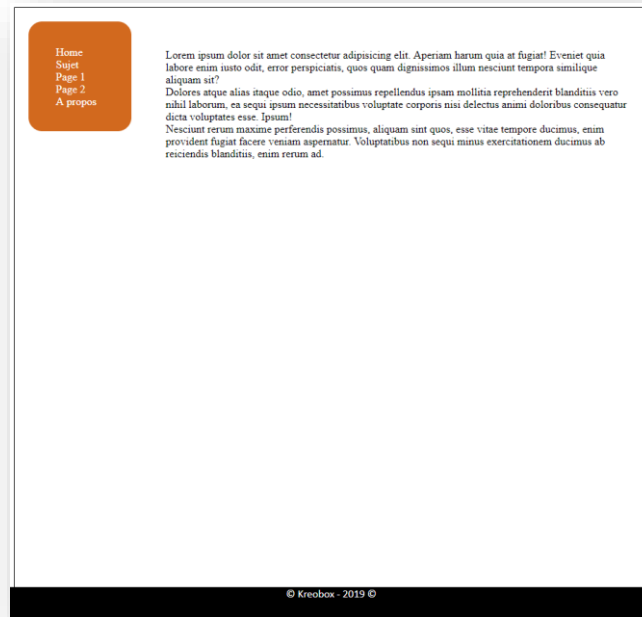 Home
Sujet
Page 1
Page 2
A propos
Lorem ipsum dolor sit amet consectetur adipisicing elit. Aperiam harum quia at fugiat! Eveniet quia
labore enim iusto odit, error perspiciatis, quos quam dignissimos illum nesciunt tempora similique
aliquam sit?
Dolores atque alias itaque odio, amet possimus repellendus ipsam mollitia reprehenderit blanditiis vero
nihil laborum, ea sequi ipsum necessitatibus voluptate corporis nisi delectus animi doloribus consequatur
dicta voluptates esse. Ipsum!
Nesciunt rerum maxime perferendis possimus, aliquam sint quos, esse vitae tempore ducimus, enim
provident fugiat facere veniam aspernatur. Voluptatibus non sequi minus exercitationem ducimus ab
reiciendis blanditiis, enim rerum ad.
© Kreobox - 2019 ©